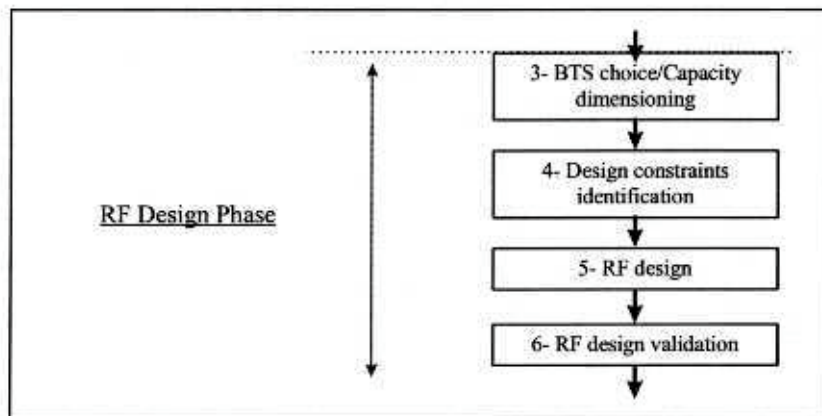 3- BTS choice/Capacity
dimensioning
4- Design constraints
identification
RF Design Phase
5- RF design
6- RF design validation